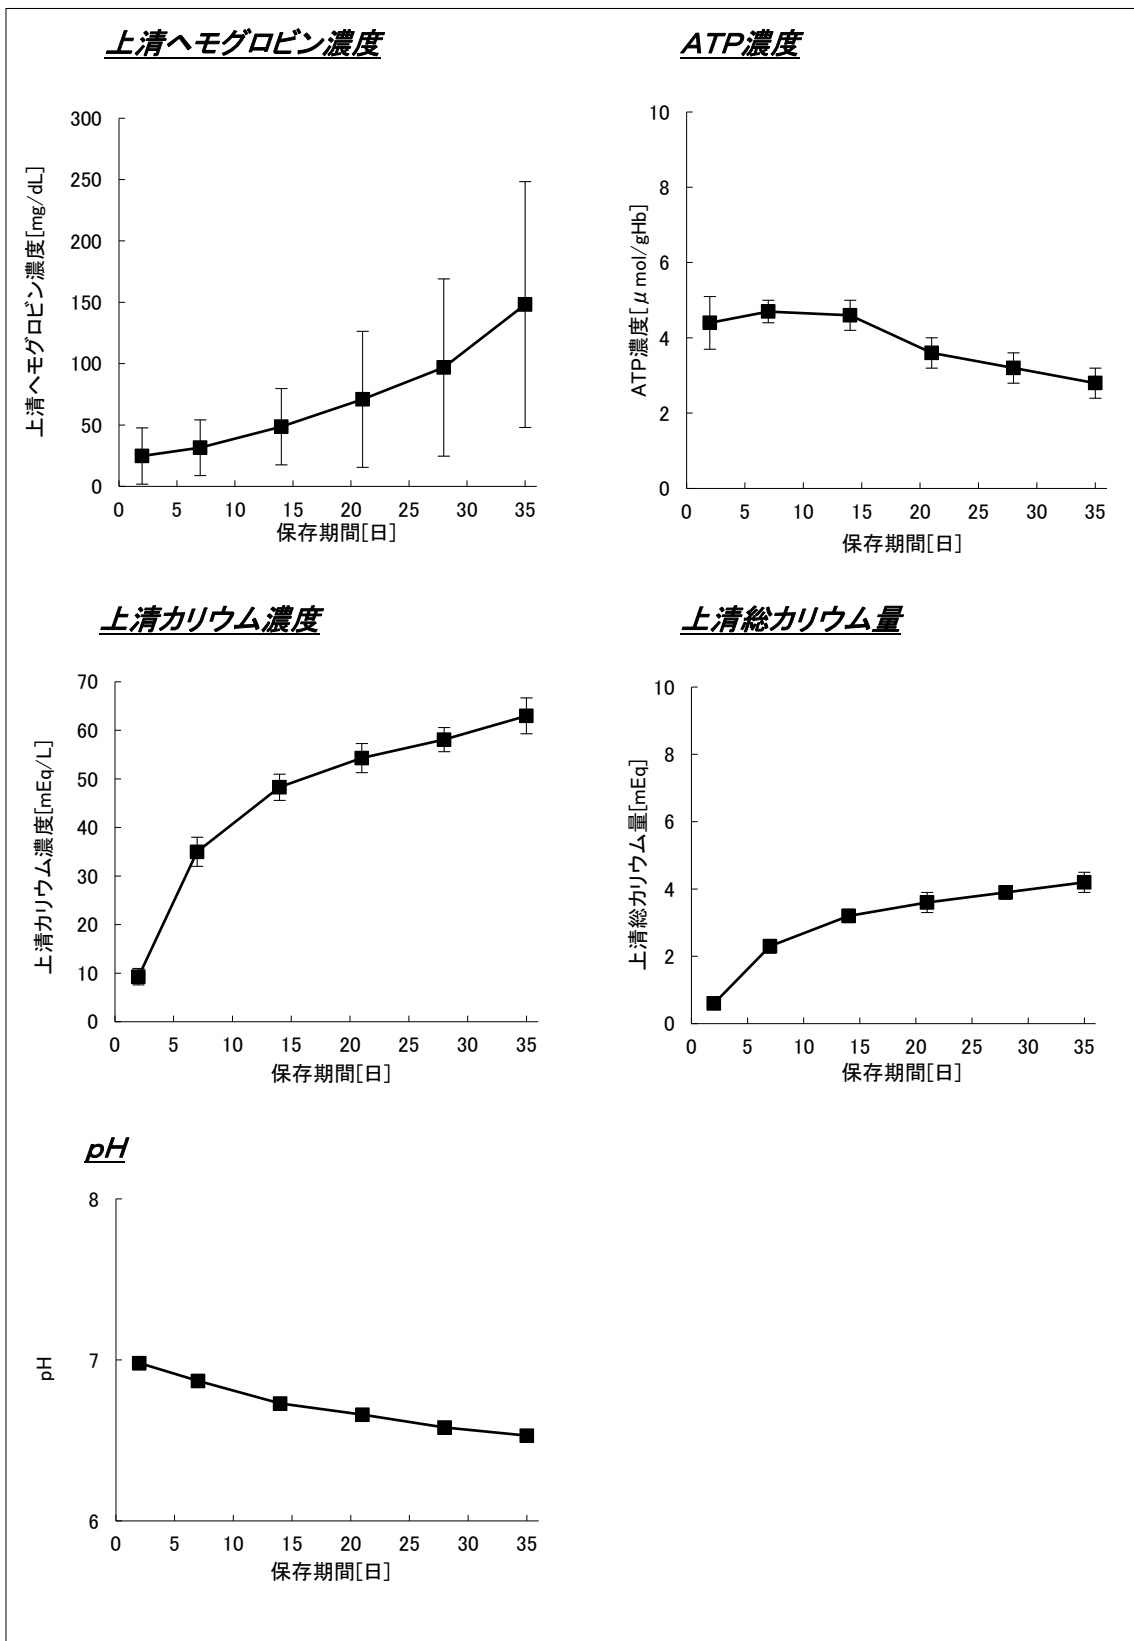 上清ヘモグロビン濃度
300
250
200
150
100
50
0
上清ヘモグロビン濃度[mg/dL]
0 5 10 15 20 25 30 35
保存期間[日]
ATP濃度
10
8
6
4
2
0
ATP濃度[μmol/gHb]
0 5 10 15 20 25 30 35
保存期間[日]
上清カリウム濃度
70
60
50
40
30
20
10
0
上清カリウム濃度[mEq/L]
0 5 10 15 20 25 30 35
保存期間[日]
上清総カリウム量
10
8
6
4
2
0
上清総カリウム量[mEq]
0 5 10 15 20 25 30 35
保存期間[日]
pH
8
7
6
pH
0 5 10 15 20 25 30 35
保存期間[日]